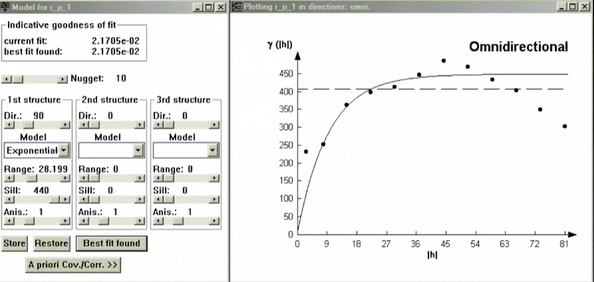 Model for r_p_1
Indicative goodness of fit
current fit: 2.1705e-02
best fit found: 2.1705e-02
Nugget: 10
1st structure 2nd structure 3rd structure
Dir.: 90 Dir.: 0 Dir.: 0
Model Model Model
Exponential
Range: 28.199 Range: 0 Range: 0
Sill: 440 Sill: 0 Sill: 0
Anis.: 1 Anis.: 1 Anis.: 1
Store Restore Best fit found
A priori Cov./Corr. >>
Plotting r_p_1 in directions: omni.
γ (|h|)
Omnidirectional
450
400
350
300
250
200
150
100
50
0
0 9 18 27 36 45 54 63 72 81
|h|